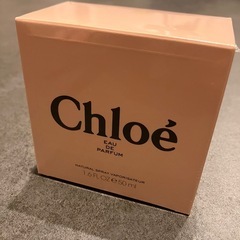 Chloé
EAU DE
PARFUM
NATURAL SPRAY VAPORISATEUR
1.6 FL OZ ℮ 50 ml